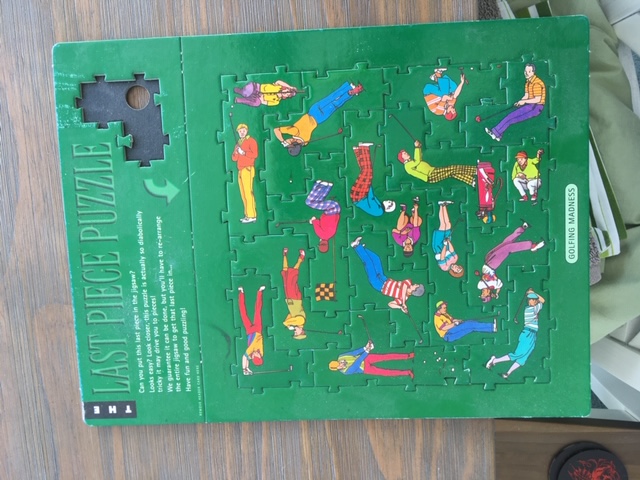 THE LAST PIECE PUZZLE
Can you put this last piece in the jigsaw?
Looks easy? Look closer, this puzzle is actually so diabolically
tricky it may drive you to pieces!
We guarantee it can be done, but you'll have to re-arrange
the entire jigsaw to get that last piece in...
Have fun and good puzzling!
GOLFING MADNESS